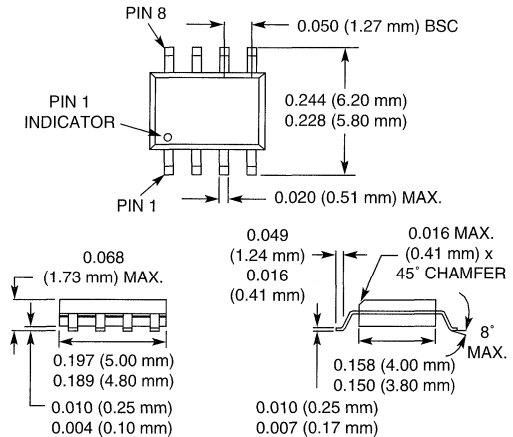 PIN 8
0.050 (1.27 mm) BSC
PIN 1
INDICATOR
0.244 (6.20 mm)
0.228 (5.80 mm)
PIN 1
0.020 (0.51 mm) MAX.
0.068
(1.73 mm) MAX.
0.197 (5.00 mm)
0.189 (4.80 mm)
0.010 (0.25 mm)
0.004 (0.10 mm)
0.049
(1.24 mm)
0.016
(0.41 mm)
0.016 MAX.
(0.41 mm) x
45° CHAMFER
8°
MAX.
0.158 (4.00 mm)
0.150 (3.80 mm)
0.010 (0.25 mm)
0.007 (0.17 mm)